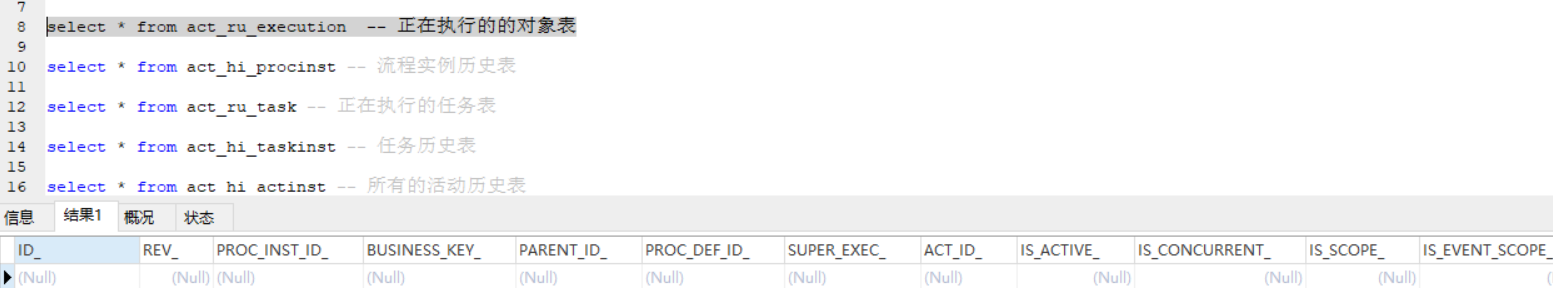 7
8 select * from act_ru_execution -- 正在执行的的对象表
9
10 select * from act_hi_procinst -- 流程实例历史表
11
12 select * from act_ru_task -- 正在执行的任务表
13
14 select * from act_hi_taskinst -- 任务历史表
15
16 select * from act_hi_actinst -- 所有的活动历史表
信息 结果1 概况 状态
ID_ REV_ PROC_INST_ID_ BUSINESS_KEY_ PARENT_ID_ PROC_DEF_ID_ SUPER_EXEC_ ACT_ID_ IS_ACTIVE_ IS_CONCURRENT_ IS_SCOPE_ IS_EVENT_SCOPE_
(Null) (Null) (Null) (Null) (Null) (Null) (Null) (Null) (Null) (Null) (Null) (